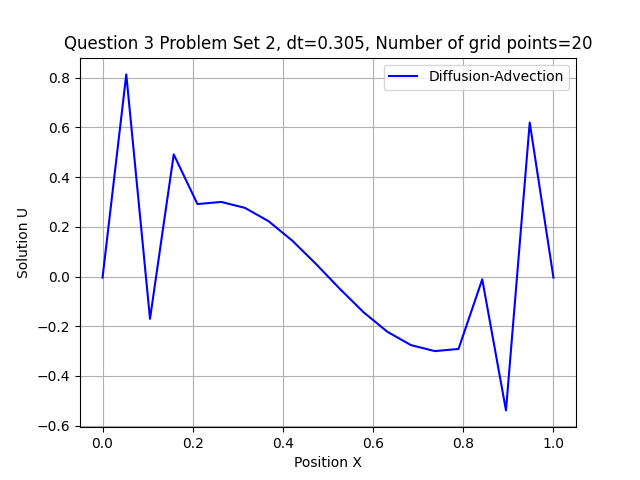 Question 3 Problem Set 2, dt=0.305, Number of grid points=20
Diffusion-Advection
0.8
0.6
0.4
0.2
0.0
−0.2
−0.4
−0.6
Solution U
0.0 0.2 0.4 0.6 0.8 1.0
Position X